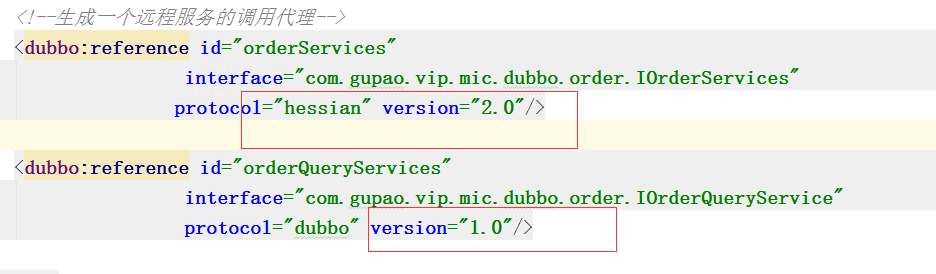 <!--生成一个远程服务的调用代理-->
<dubbo:reference id="orderServices"
interface="com.gupao.vip.mic.dubbo.order.IOrderServices"
protocol="hessian" version="2.0"/>
<dubbo:reference id="orderQueryServices"
interface="com.gupao.vip.mic.dubbo.order.IOrderQueryService"
protocol="dubbo" version="1.0"/>